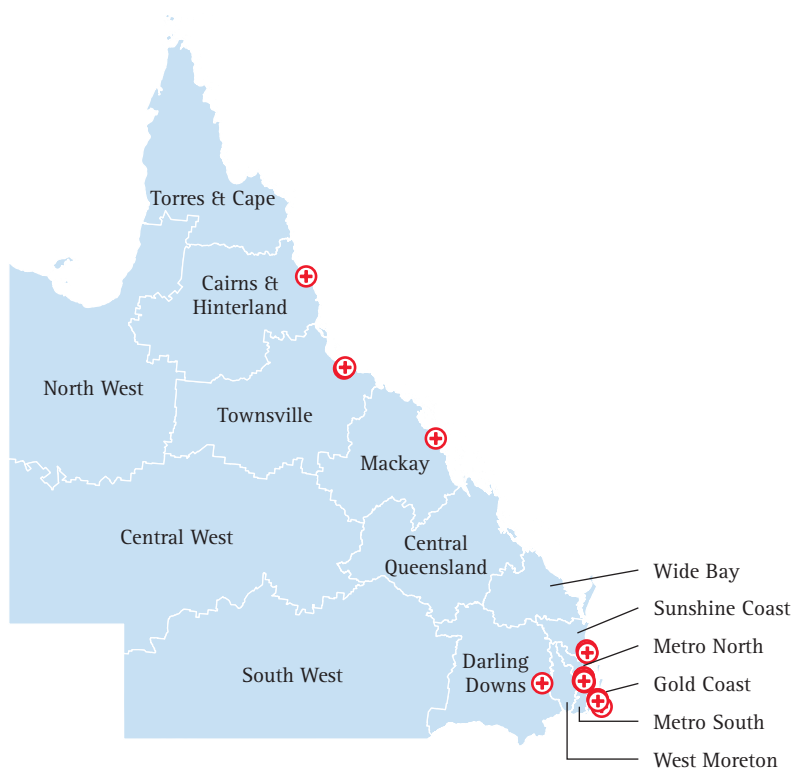 Torres & Cape
Cairns &
Hinterland
North West
Townsville
Mackay
Central West
Central
Queensland
Wide Bay
Sunshine Coast
Metro North
Darling
Downs
South West
Gold Coast
Metro South
West Moreton